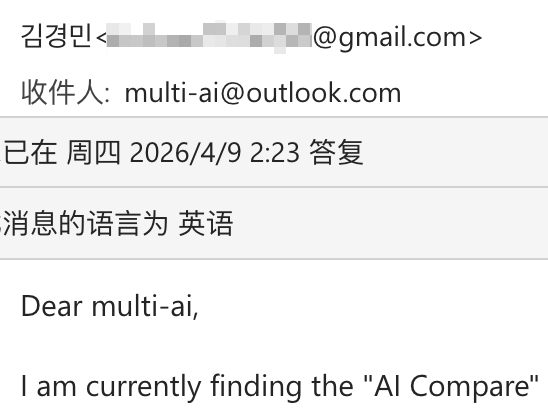 김경민< @gmail.com>
收件人: multi-ai@outlook.com
已在 周四 2026/4/9 2:23 答复
消息的语言为 英语
Dear multi-ai,
I am currently finding the "AI Compare"